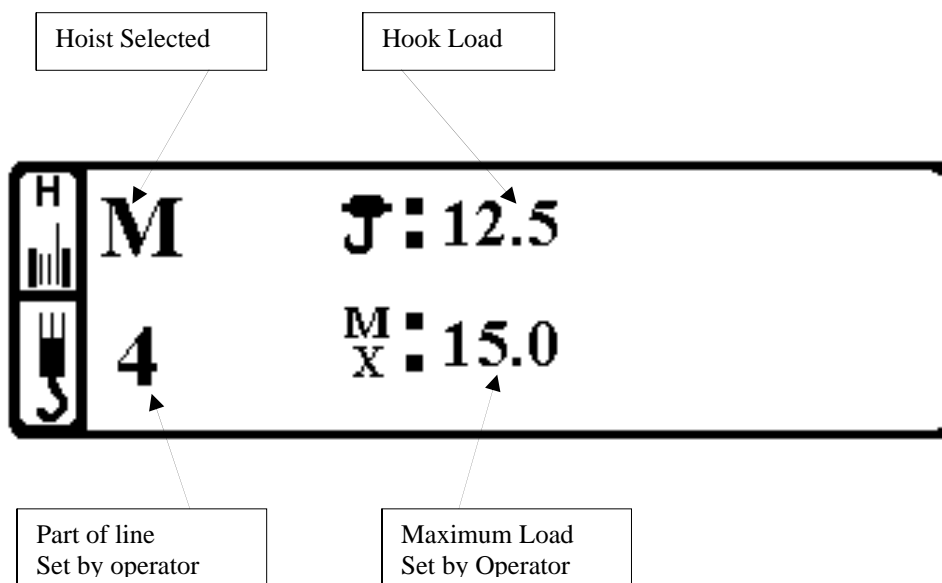 Hoist Selected
Hook Load
H
M
: 12.5
4
M
X
: 15.0
Part of line
Set by operator
Maximum Load
Set by Operator